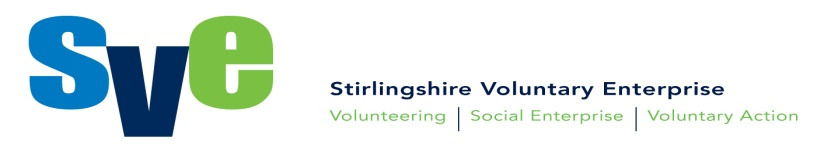 sve
Stirlingshire Voluntary Enterprise
Volunteering | Social Enterprise | Voluntary Action